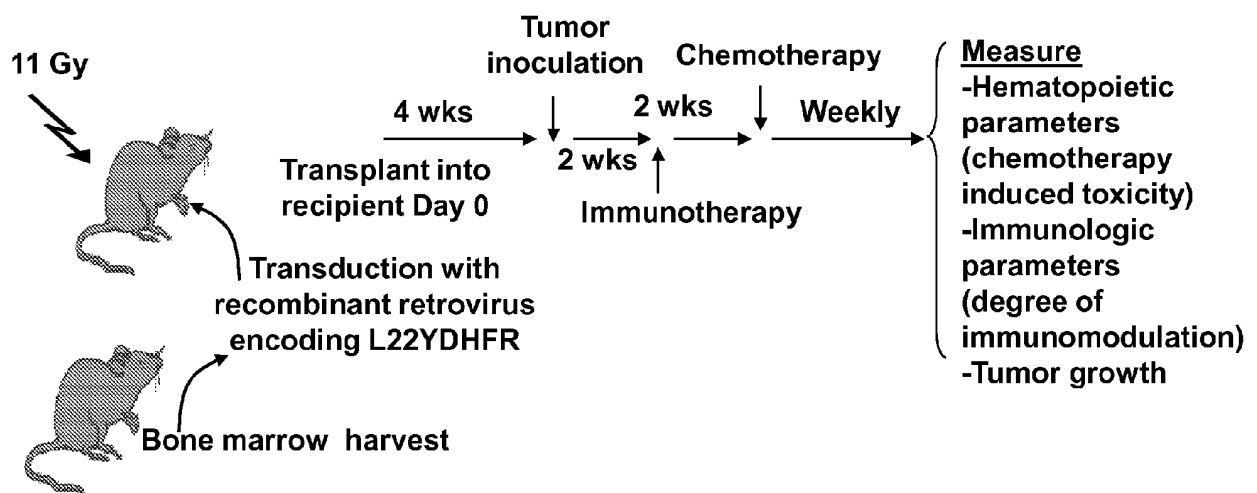 11 Gy
Bone marrow harvest
Transduction with
recombinant retrovirus
encoding L22YDHFR
4 wks
Transplant into
recipient Day 0
Tumor
inoculation
2 wks
Immunotherapy
2 wks
Chemotherapy
Weekly
Measure
-Hematopoietic
parameters
(chemotherapy
induced toxicity)
-Immunologic
parameters
(degree of
immunomodulation)
-Tumor growth